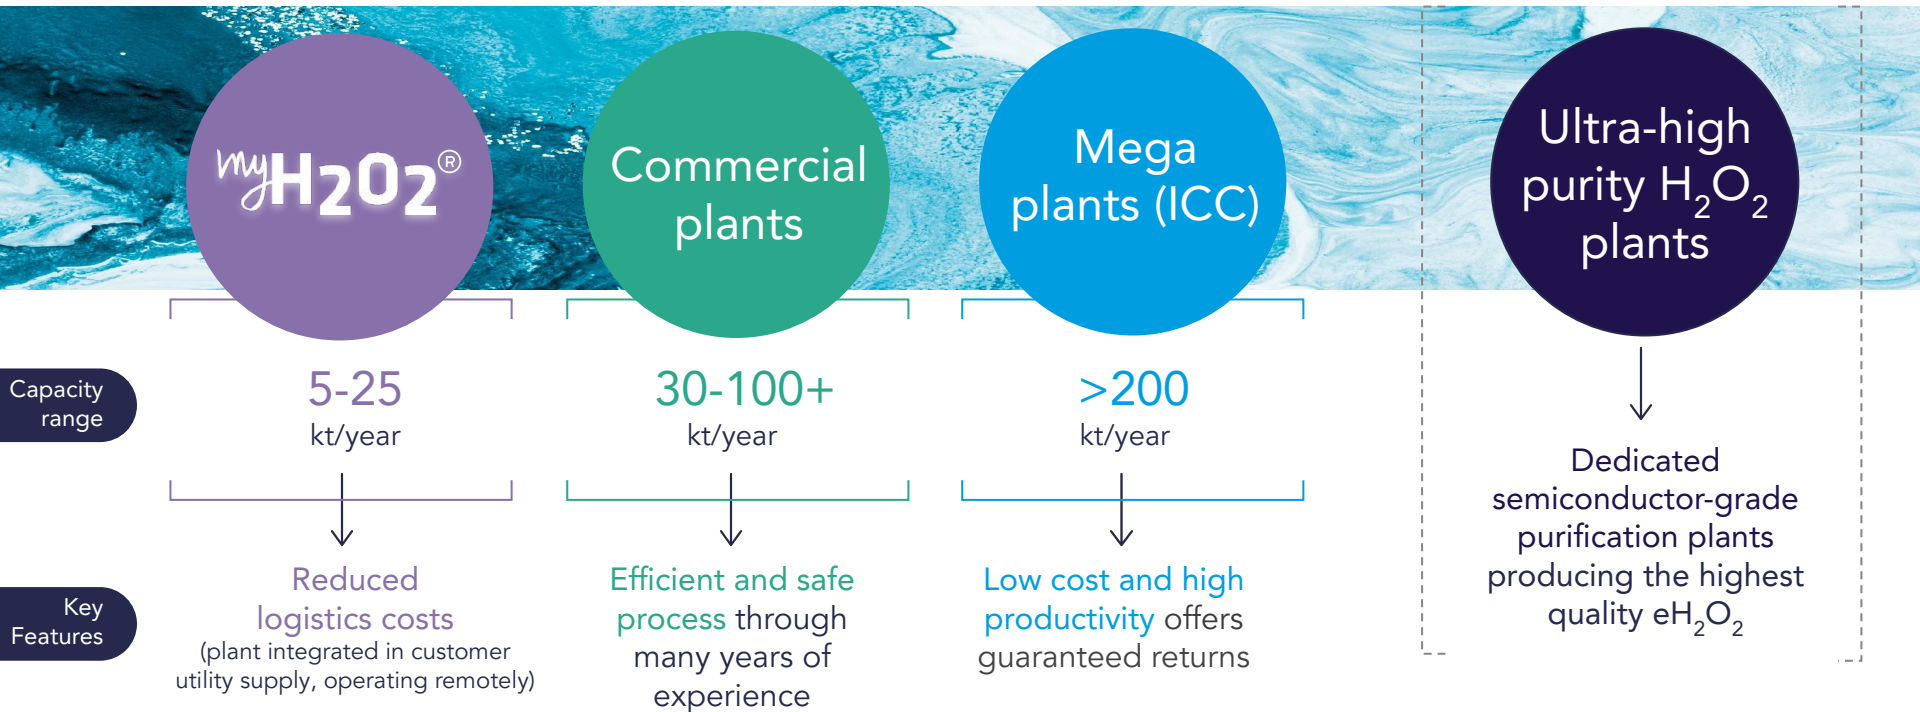 myH2O2®
Commercial
plants
Mega
plants (ICC)
Ultra-high
purity H₂O₂
plants
Capacity
range
5-25
kt/year
30-100+
kt/year
>200
kt/year
Key
Features
Reduced
logistics costs
(plant integrated in customer
utility supply, operating remotely)
Efficient and safe
process through
many years of
experience
Low cost and high
productivity offers
guaranteed returns
Dedicated
semiconductor-grade
purification plants
producing the highest
quality eH₂O₂